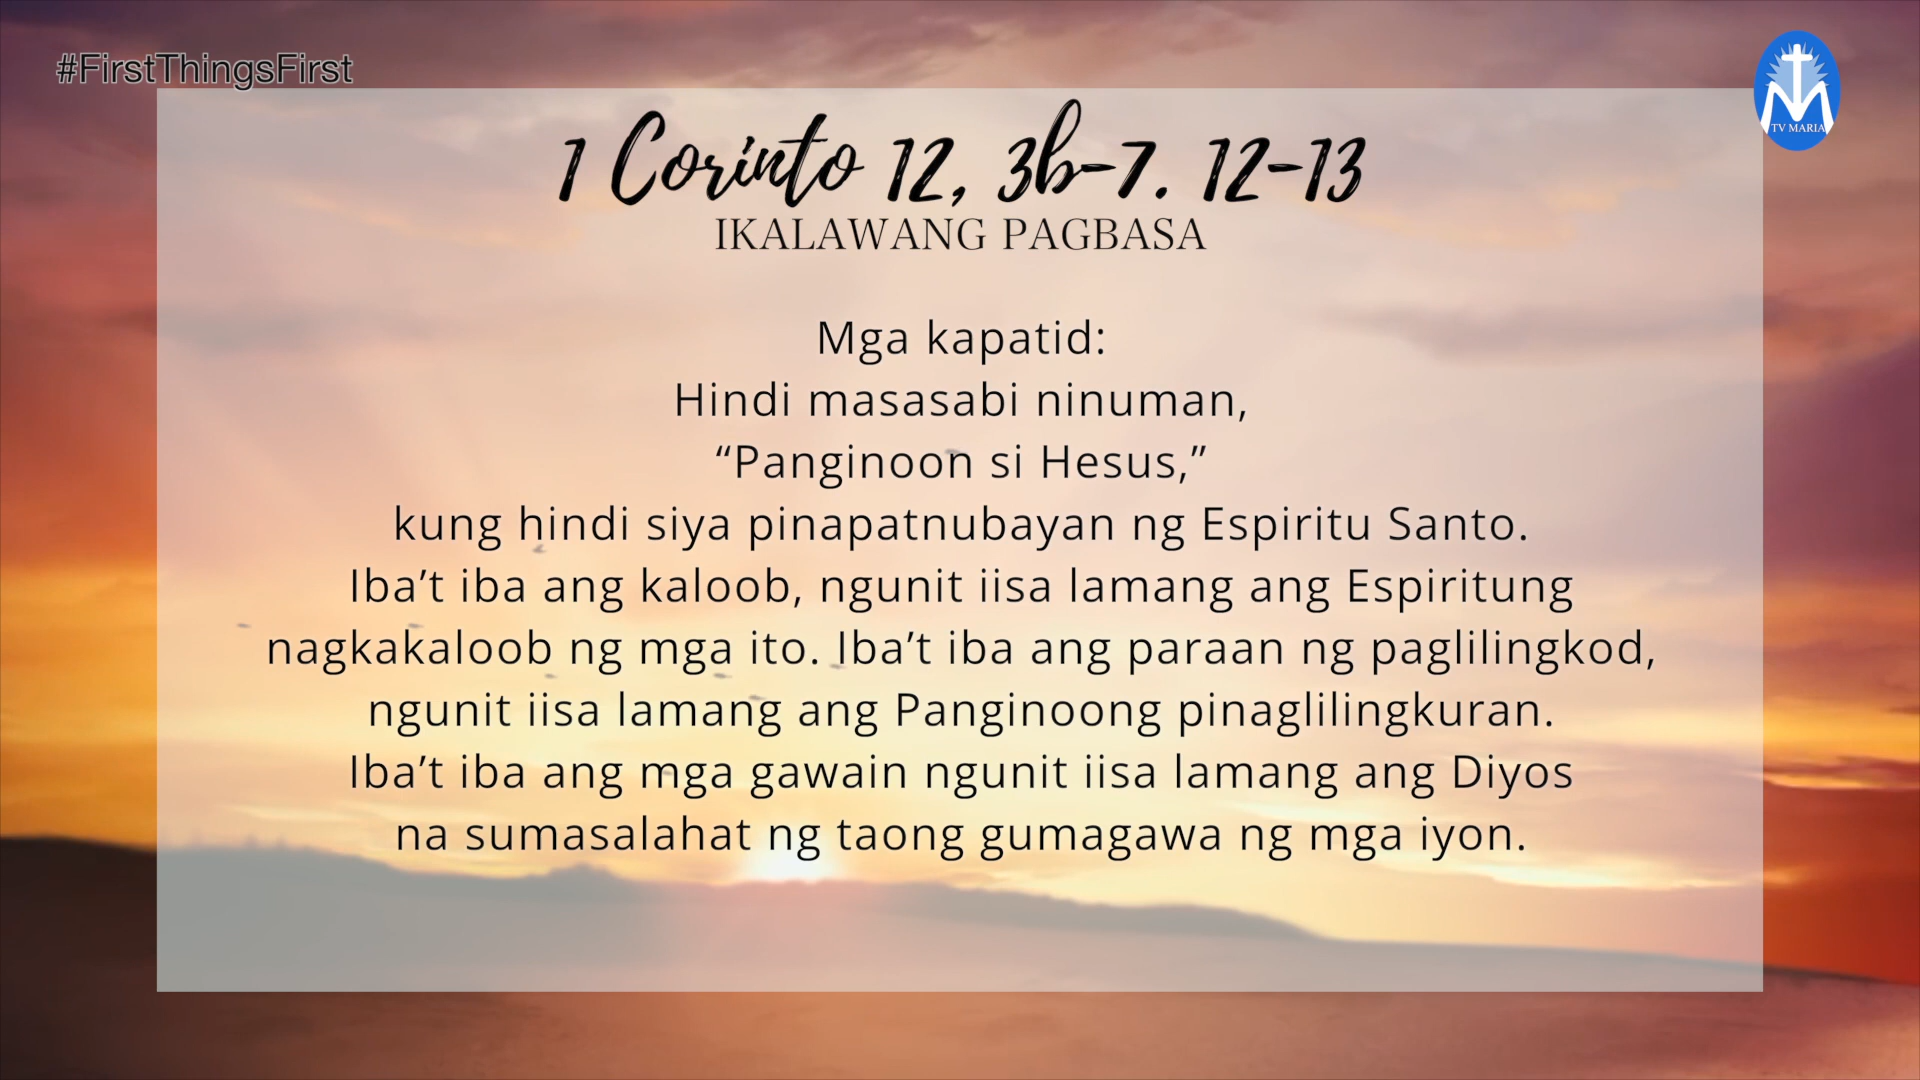 #FirstThingsFirst
TV MARIA
1 Corinto 12, 3b-7. 12-13
IKALAWANG PAGBASA
Mga kapatid:
Hindi masasabi ninuman,
“Panginoon si Hesus,”
kung hindi siya pinapatnubayan ng Espiritu Santo.
Iba’t iba ang kaloob, ngunit iisa lamang ang Espiritung
nagkakaloob ng mga ito. Iba’t iba ang paraan ng paglilingkod,
ngunit iisa lamang ang Panginoong pinaglilingkuran.
Iba’t iba ang mga gawain ngunit iisa lamang ang Diyos
na sumasalahat ng taong gumagawa ng mga iyon.